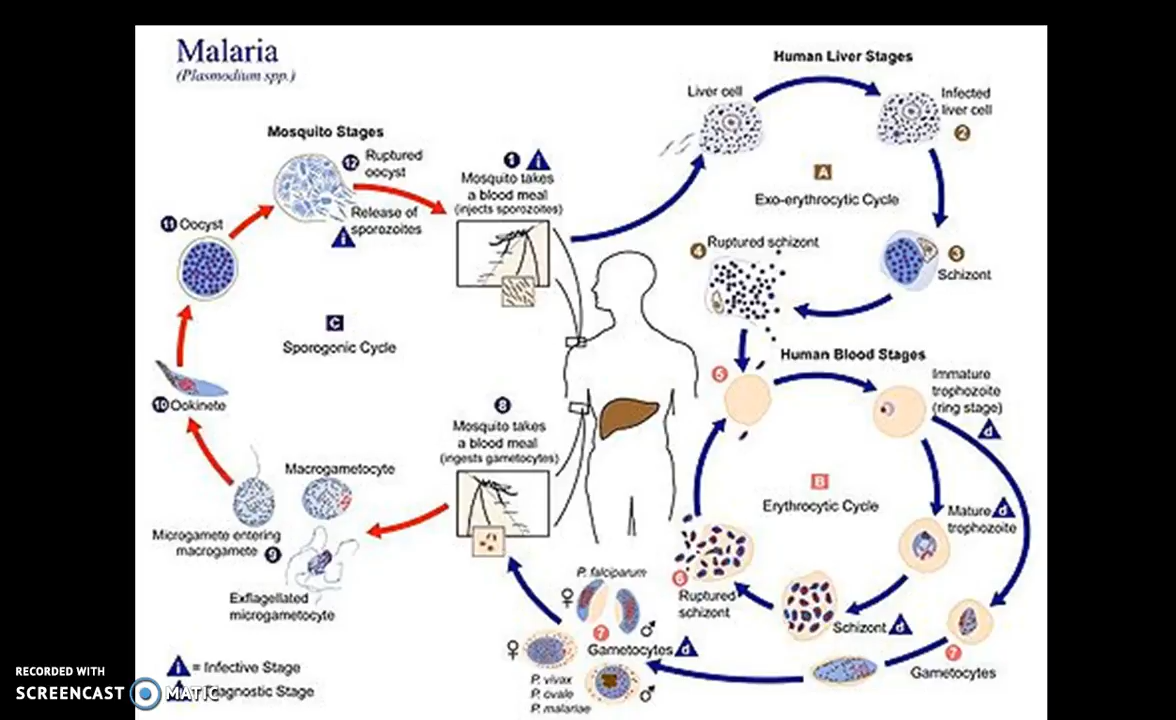 Malaria
(Plasmodium spp.)
Human Liver Stages
Liver cell
Infected
liver cell
2
Mosquito Stages
12 Ruptured
oocyst
1 i
Mosquito takes
a blood meal
(injects sporozoites)
A
Exo-erythrocytic Cycle
Release of
sporozoites
i
11 Oocyst
4 Ruptured schizont
3
Schizont
C
Sporogonic Cycle
Human Blood Stages
5
Immature
trophozoite
(ring stage)
d
10 Ookinete
8
Mosquito takes
a blood meal
(ingests gametocytes)
Macrogametocyte
B
Erythrocytic Cycle
Mature d
trophozoite
Microgamete entering
macrogamete 9
Exflagellated
microgametocyte
P. falciparum
♀
♂
7
Gametocytes d
6
Ruptured
schizont
Schizont d
7
Gametocytes
♀
♂
P. vivax
P. ovale
P. malariae
i = Infective Stage
agnostic Stage
RECORDED WITH
SCREENCAST MATIC